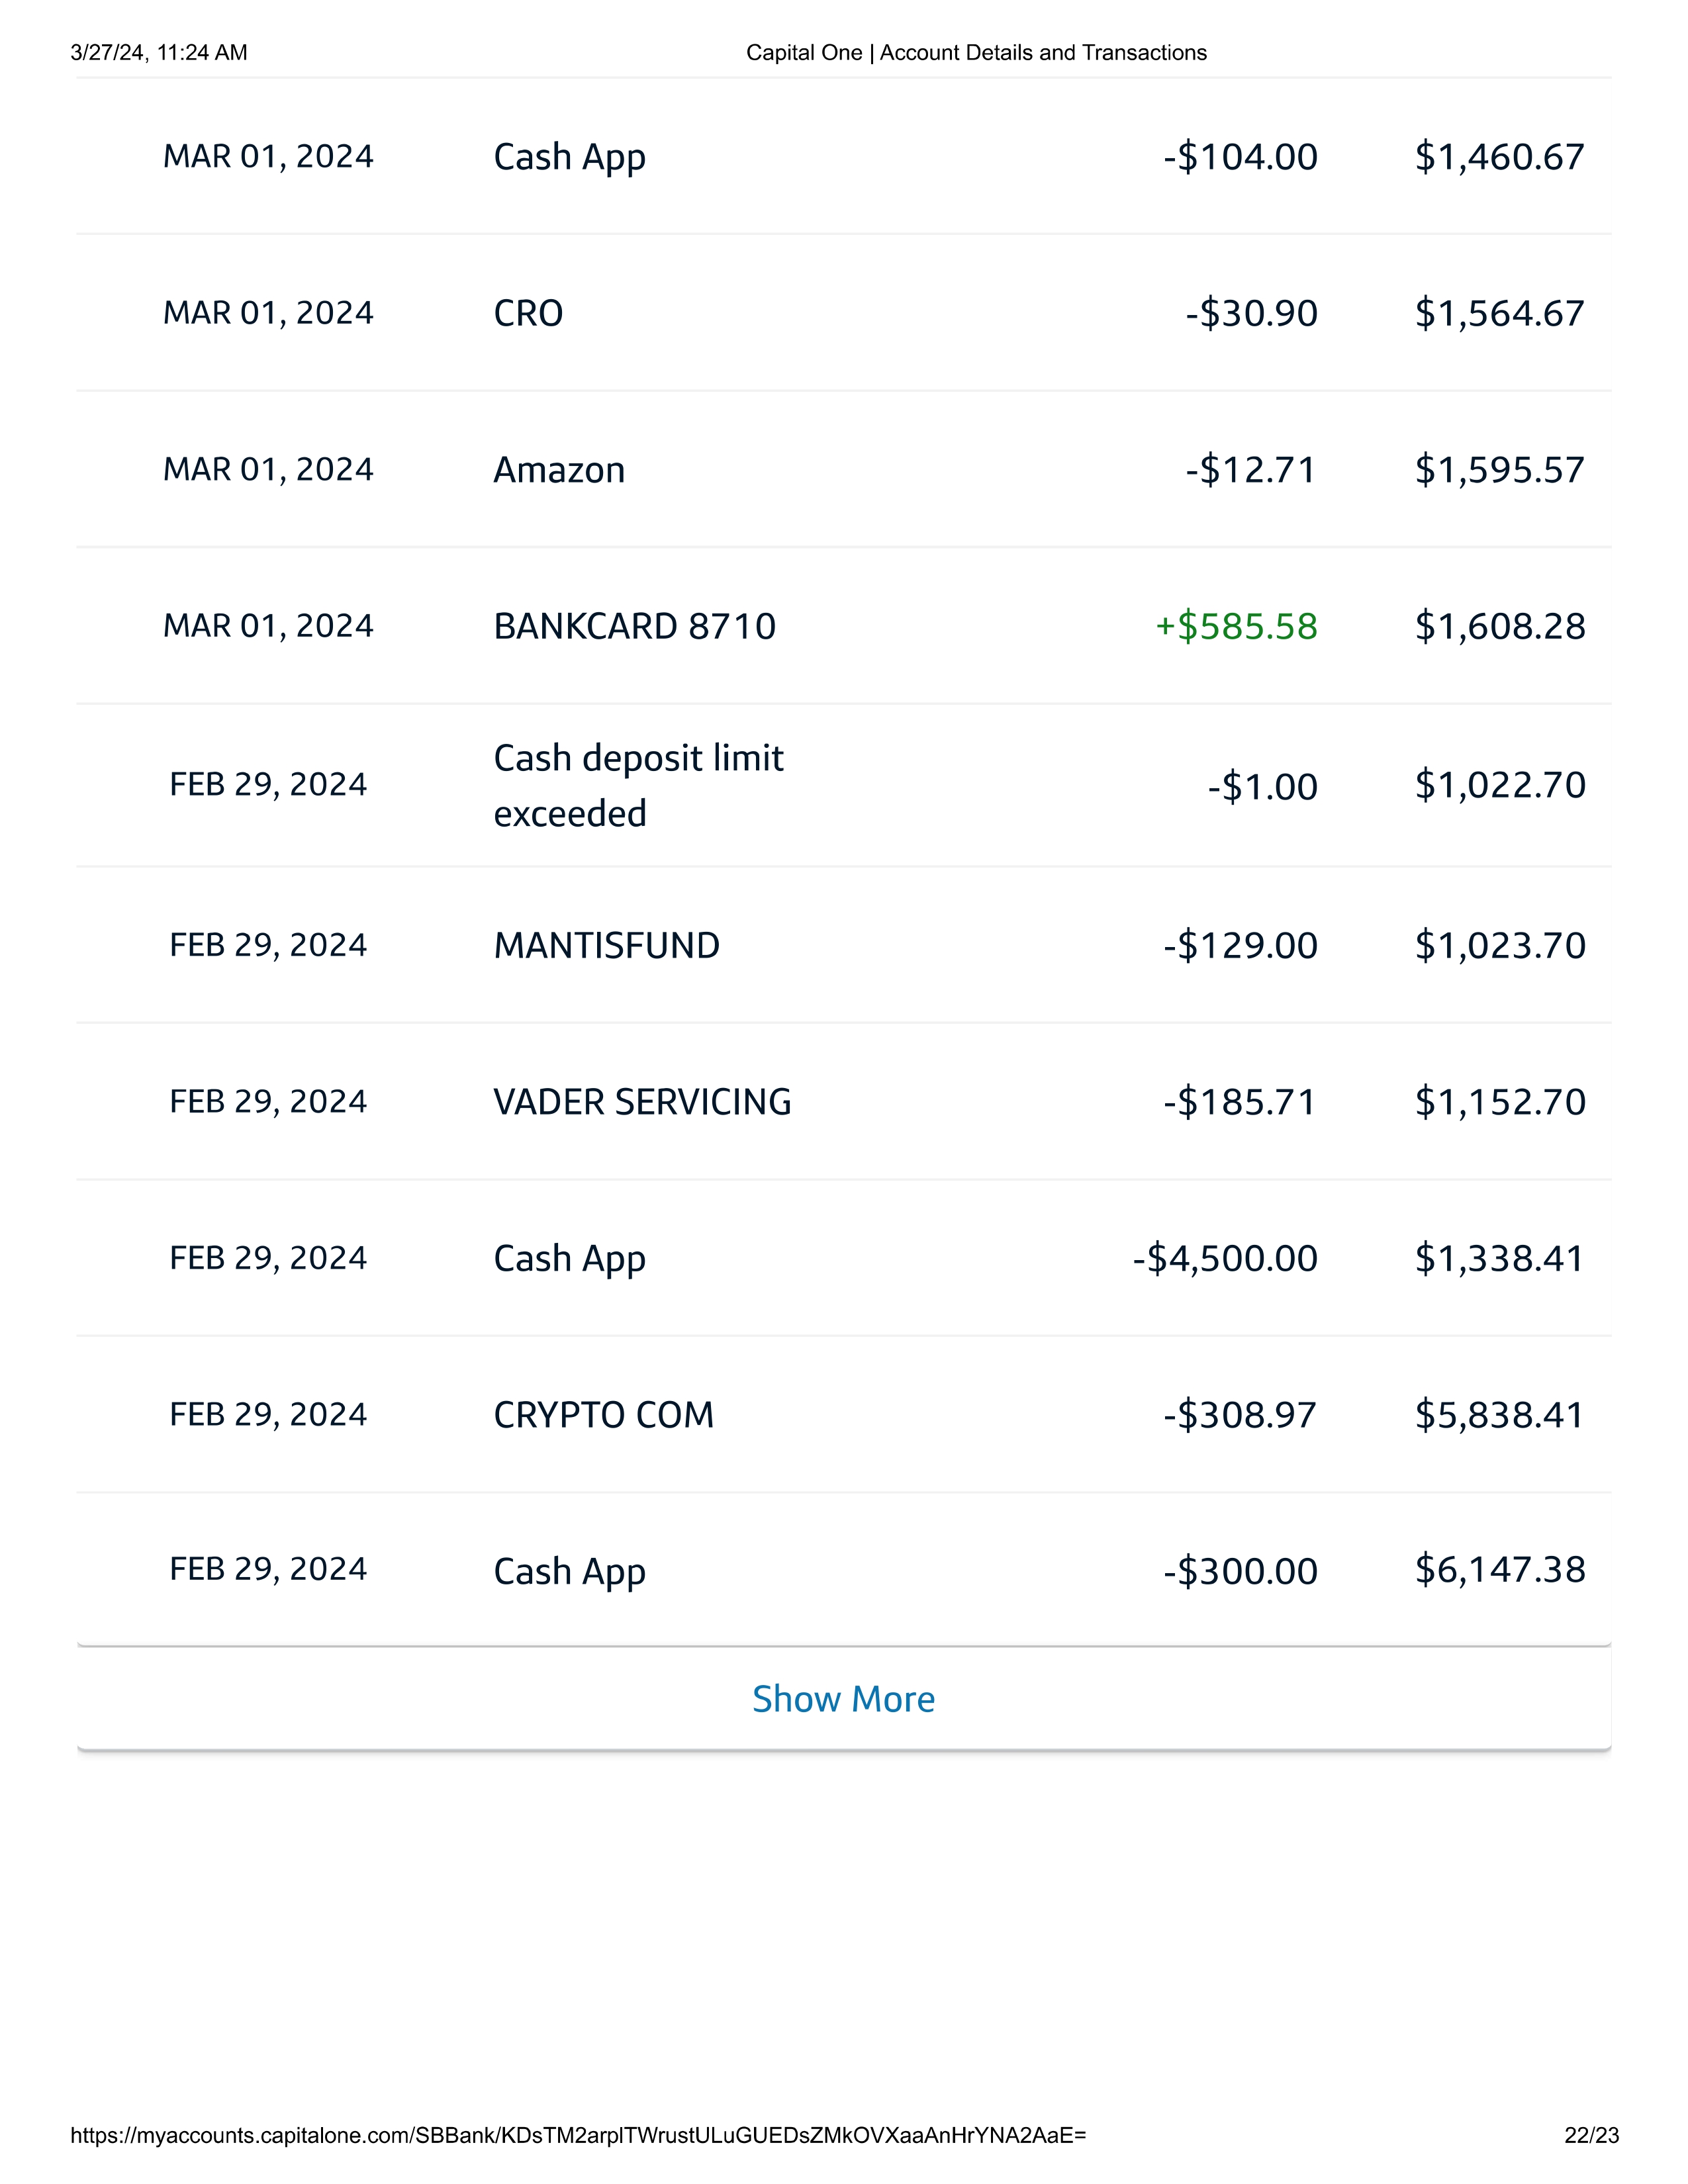 3/27/24, 11:24 AM Capital One | Account Details and Transactions
MAR 01, 2024 Cash App -$104.00 $1,460.67
MAR 01, 2024 CRO -$30.90 $1,564.67
MAR 01, 2024 Amazon -$12.71 $1,595.57
MAR 01, 2024 BANKCARD 8710 +$585.58 $1,608.28
FEB 29, 2024 Cash deposit limit exceeded -$1.00 $1,022.70
FEB 29, 2024 MANTISFUND -$129.00 $1,023.70
FEB 29, 2024 VADER SERVICING -$185.71 $1,152.70
FEB 29, 2024 Cash App -$4,500.00 $1,338.41
FEB 29, 2024 CRYPTO COM -$308.97 $5,838.41
FEB 29, 2024 Cash App -$300.00 $6,147.38
Show More
https://myaccounts.capitalone.com/SBBank/KDsTM2arplTWrustULuGUEDsZMkOVXaaAnHrYNA2AaE= 22/23